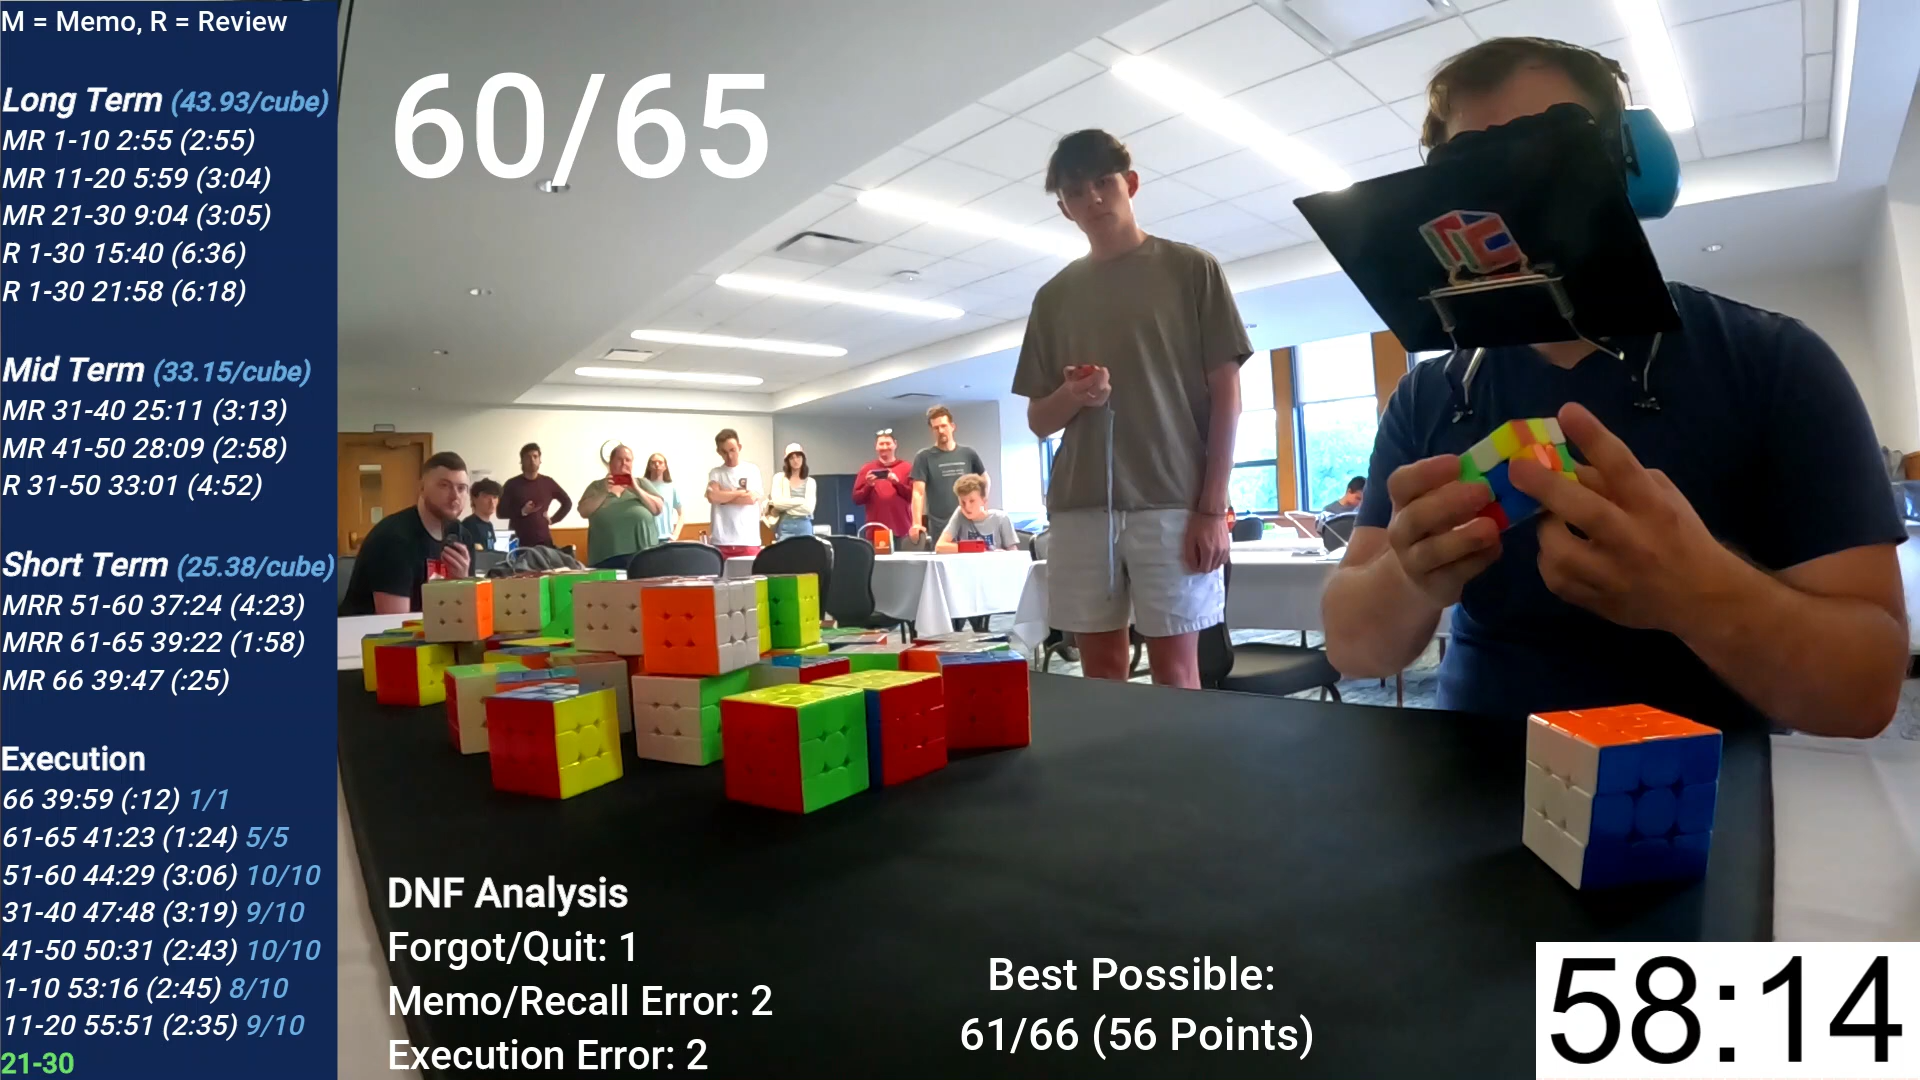 M = Memo, R = Review
Long Term (43.93/cube)
MR 1-10 2:55 (2:55)
MR 11-20 5:59 (3:04)
MR 21-30 9:04 (3:05)
R 1-30 15:40 (6:36)
R 1-30 21:58 (6:18)
Mid Term (33.15/cube)
MR 31-40 25:11 (3:13)
MR 41-50 28:09 (2:58)
R 31-50 33:01 (4:52)
Short Term (25.38/cube)
MRR 51-60 37:24 (4:23)
MRR 61-65 39:22 (1:58)
MR 66 39:47 (:25)
Execution
66 39:59 (:12) 1/1
61-65 41:23 (1:24) 5/5
51-60 44:29 (3:06) 10/10
31-40 47:48 (3:19) 9/10
41-50 50:31 (2:43) 10/10
1-10 53:16 (2:45) 8/10
11-20 55:51 (2:35) 9/10
21-30
60/65
DNF Analysis
Forgot/Quit: 1
Memo/Recall Error: 2
Execution Error: 2
Best Possible:
61/66 (56 Points)
58:14